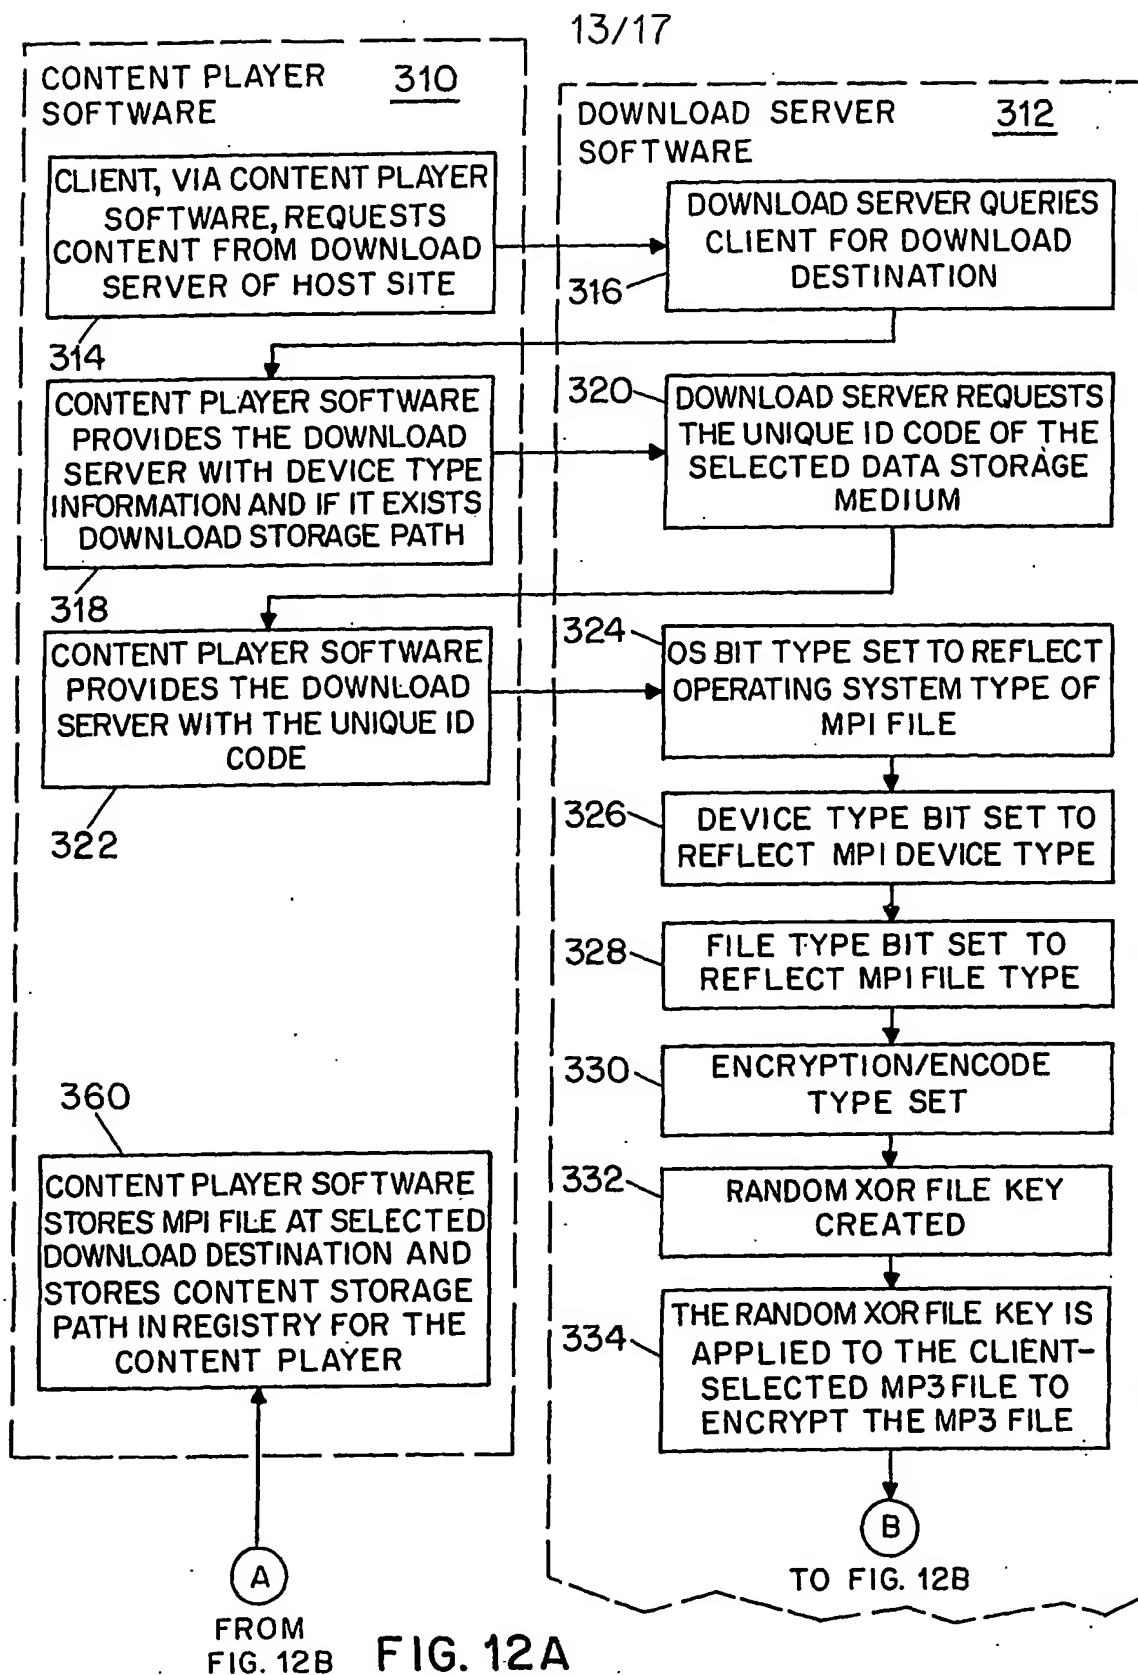 13/17
CONTENT PLAYER
SOFTWARE
310
CLIENT, VIA CONTENT PLAYER
SOFTWARE, REQUESTS
CONTENT FROM DOWNLOAD
SERVER OF HOST SITE
314
CONTENT PLAYER SOFTWARE
PROVIDES THE DOWNLOAD
SERVER WITH DEVICE TYPE
INFORMATION AND IF IT EXISTS
DOWNLOAD STORAGE PATH
318
CONTENT PLAYER SOFTWARE
PROVIDES THE DOWNLOAD
SERVER WITH THE UNIQUE ID
CODE
322
360
CONTENT PLAYER SOFTWARE
STORES MPI FILE AT SELECTED
DOWNLOAD DESTINATION AND
STORES CONTENT STORAGE
PATH IN REGISTRY FOR THE
CONTENT PLAYER
A
FROM
FIG. 12B
DOWNLOAD SERVER
SOFTWARE
312
DOWNLOAD SERVER QUERIES
CLIENT FOR DOWNLOAD
DESTINATION
316
320
DOWNLOAD SERVER REQUESTS
THE UNIQUE ID CODE OF THE
SELECTED DATA STORAGE
MEDIUM
324
OS BIT TYPE SET TO REFLECT
OPERATING SYSTEM TYPE OF
MPI FILE
326
DEVICE TYPE BIT SET TO
REFLECT MPI DEVICE TYPE
328
FILE TYPE BIT SET TO
REFLECT MPI FILE TYPE
330
ENCRYPTION/ENCODE
TYPE SET
332
RANDOM XOR FILE KEY
CREATED
334
THE RANDOM XOR FILE KEY IS
APPLIED TO THE CLIENT-
SELECTED MP3 FILE TO
ENCRYPT THE MP3 FILE
B
TO FIG. 12B
FIG. 12A